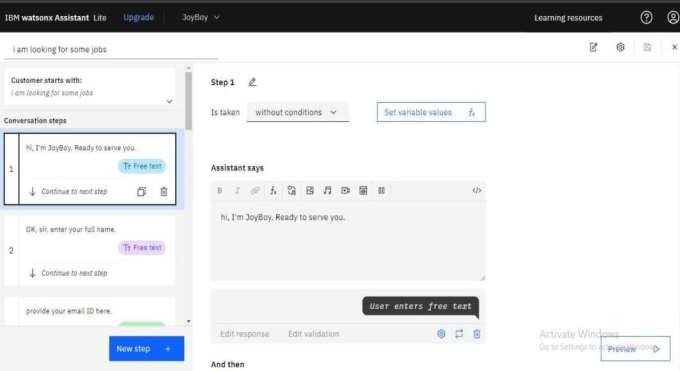 IBM watsonx Assistant Lite Upgrade JoyBoy Learning resources
i am looking for some jobs
Customer starts with:
i am looking for some jobs
Conversation steps
1
hi, I'm JoyBoy. Ready to serve you.
Free text
Continue to next step
2
OK, sir. enter your full name.
Free text
Continue to next step
provide your email ID here.
New step +
Step 1
Is taken without conditions Set variable values fx
Assistant says
B I fx </>
hi, I'm JoyBoy. Ready to serve you.
User enters free text
Edit response Edit validation
And then
Activate Windows
Go to Settings to activate Windows.
Preview